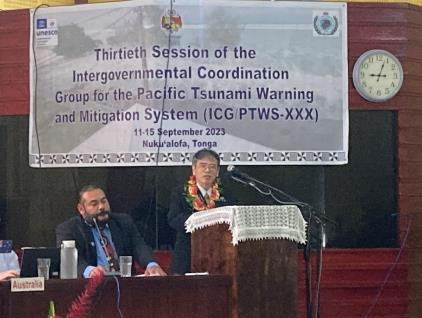 unesco
Thirtieth Session of the
Intergovernmental Coordination
Group for the Pacific Tsunami Warning
and Mitigation System (ICG/PTWS-XXX)
11-15 September 2023
Nuku'alofa, Tonga
Australia